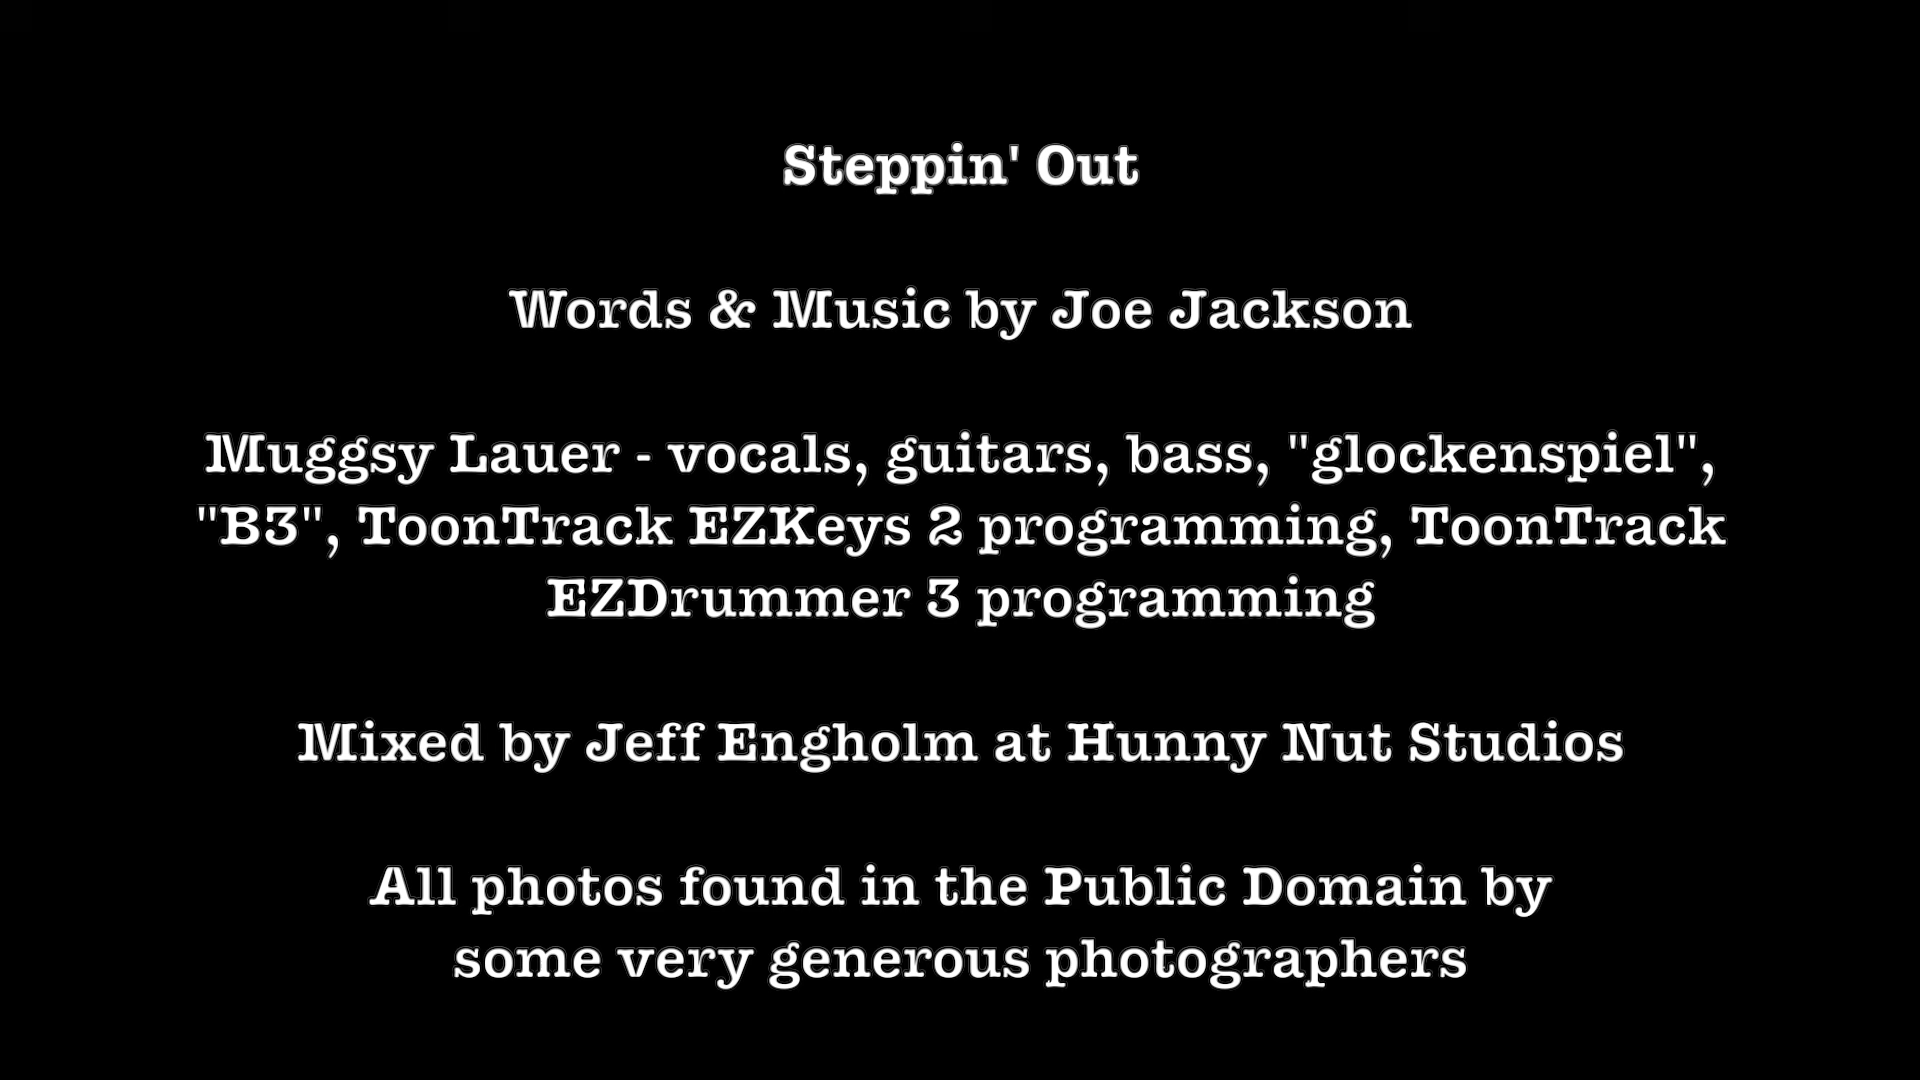 Steppin' Out
Words & Music by Joe Jackson
Muggsy Lauer - vocals, guitars, bass, "glockenspiel",
"B3", ToonTrack EZKeys 2 programming, ToonTrack
EZDrummer 3 programming
Mixed by Jeff Engholm at Hunny Nut Studios
All photos found in the Public Domain by
some very generous photographers